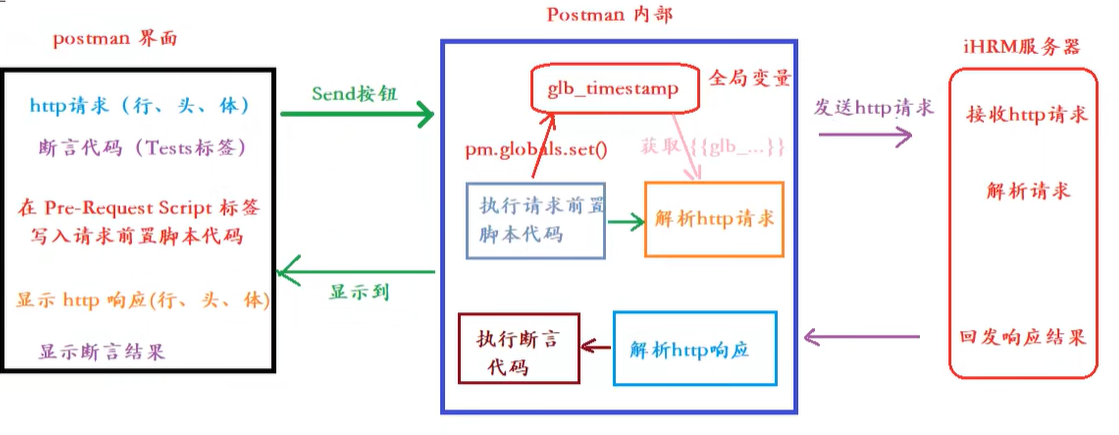 postman 界面
http请求（行、头、体）
断言代码（Tests标签）
在 Pre-Request Script 标签
写入请求前置脚本代码
显示 http 响应(行、头、体)
显示断言结果
Send按钮
显示到
Postman 内部
glb_timestamp
全局变量
pm.globals.set()
获取 {{glb_...}}
执行请求前置
脚本代码
解析http请求
执行断言
代码
解析http响应
发送http请求
iHRM服务器
接收http请求
解析请求
回发响应结果